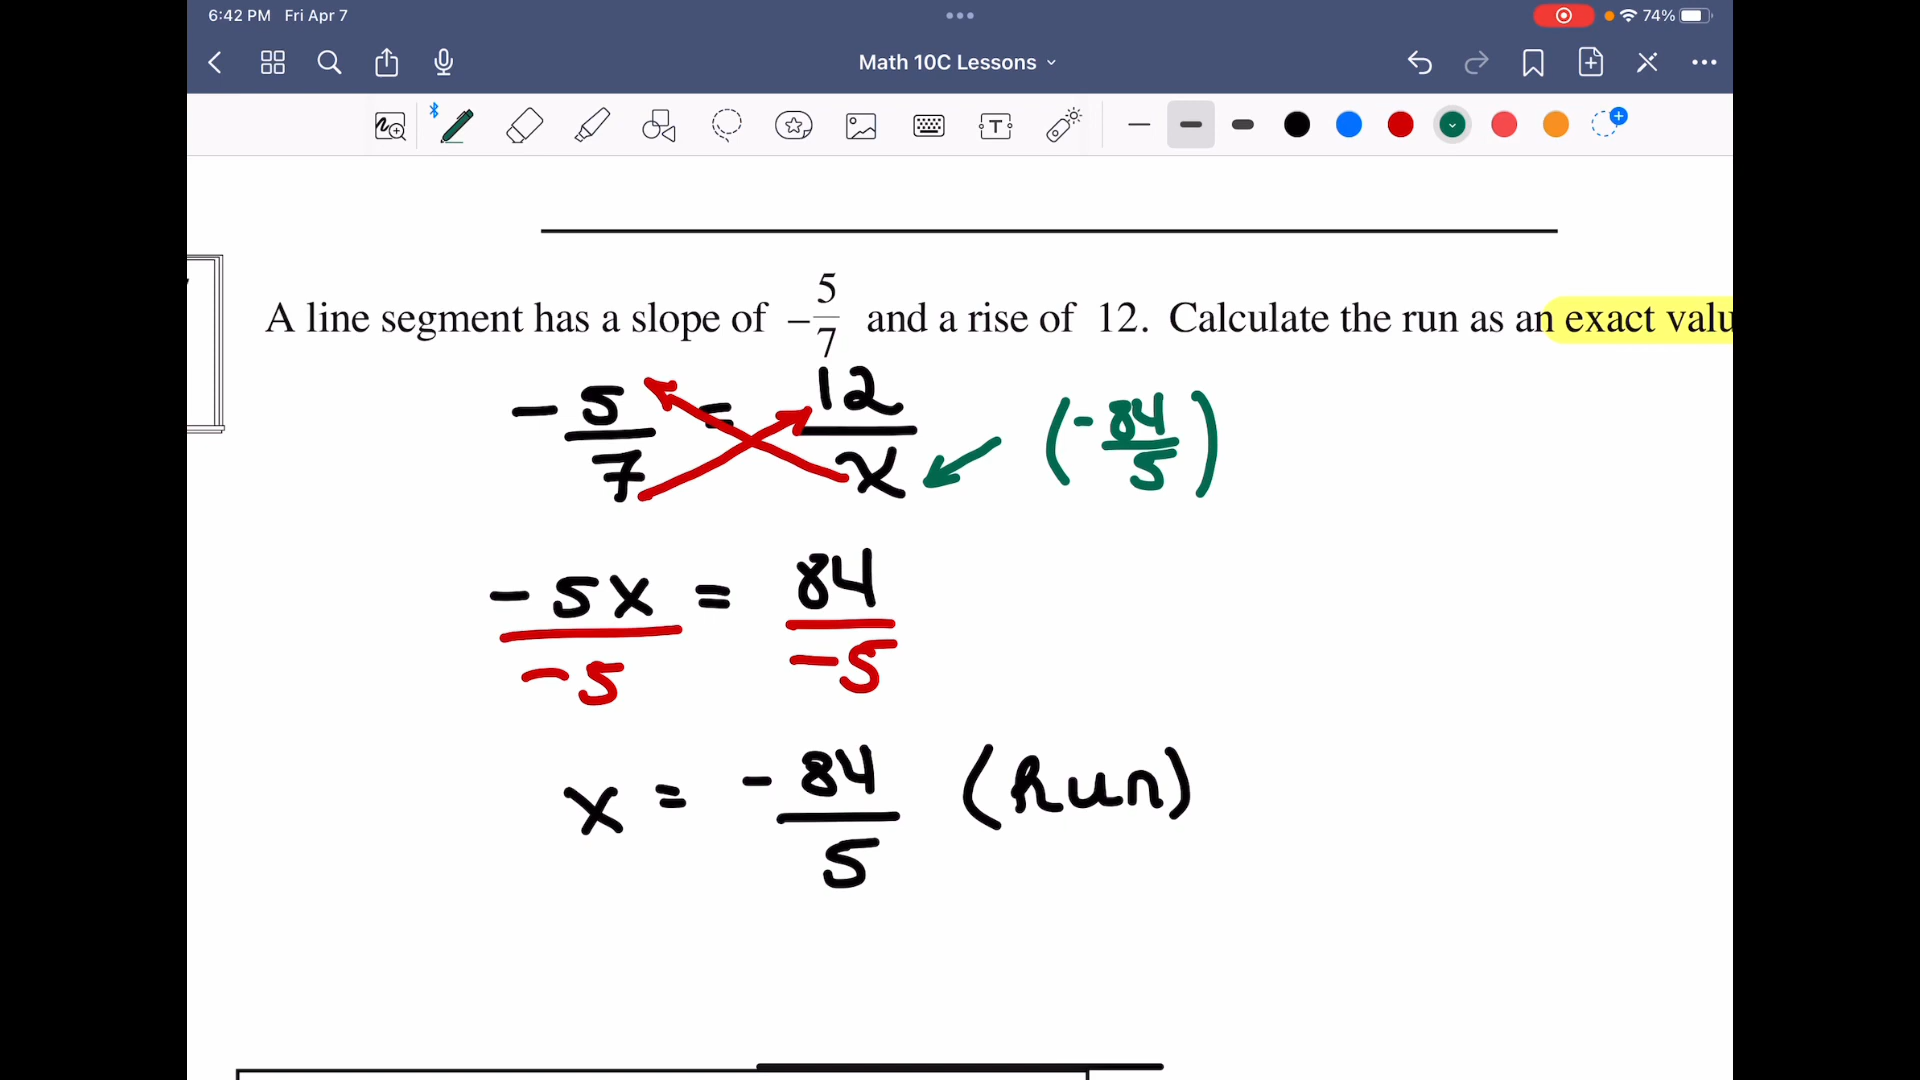 6:42 PM Fri Apr 7
74%
Math 10C Lessons
T
A line segment has a slope of −5/7 and a rise of 12. Calculate the run as an exact valu
-5/7 = 12/x (-84/5)
-5x/-5 = 84/-5
x = -84/5 (Run)